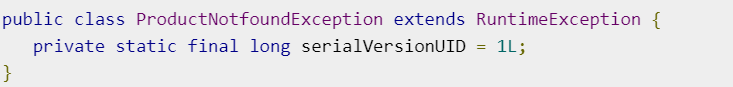 public class ProductNotfoundException extends RuntimeException {
   private static final long serialVersionUID = 1L;
}